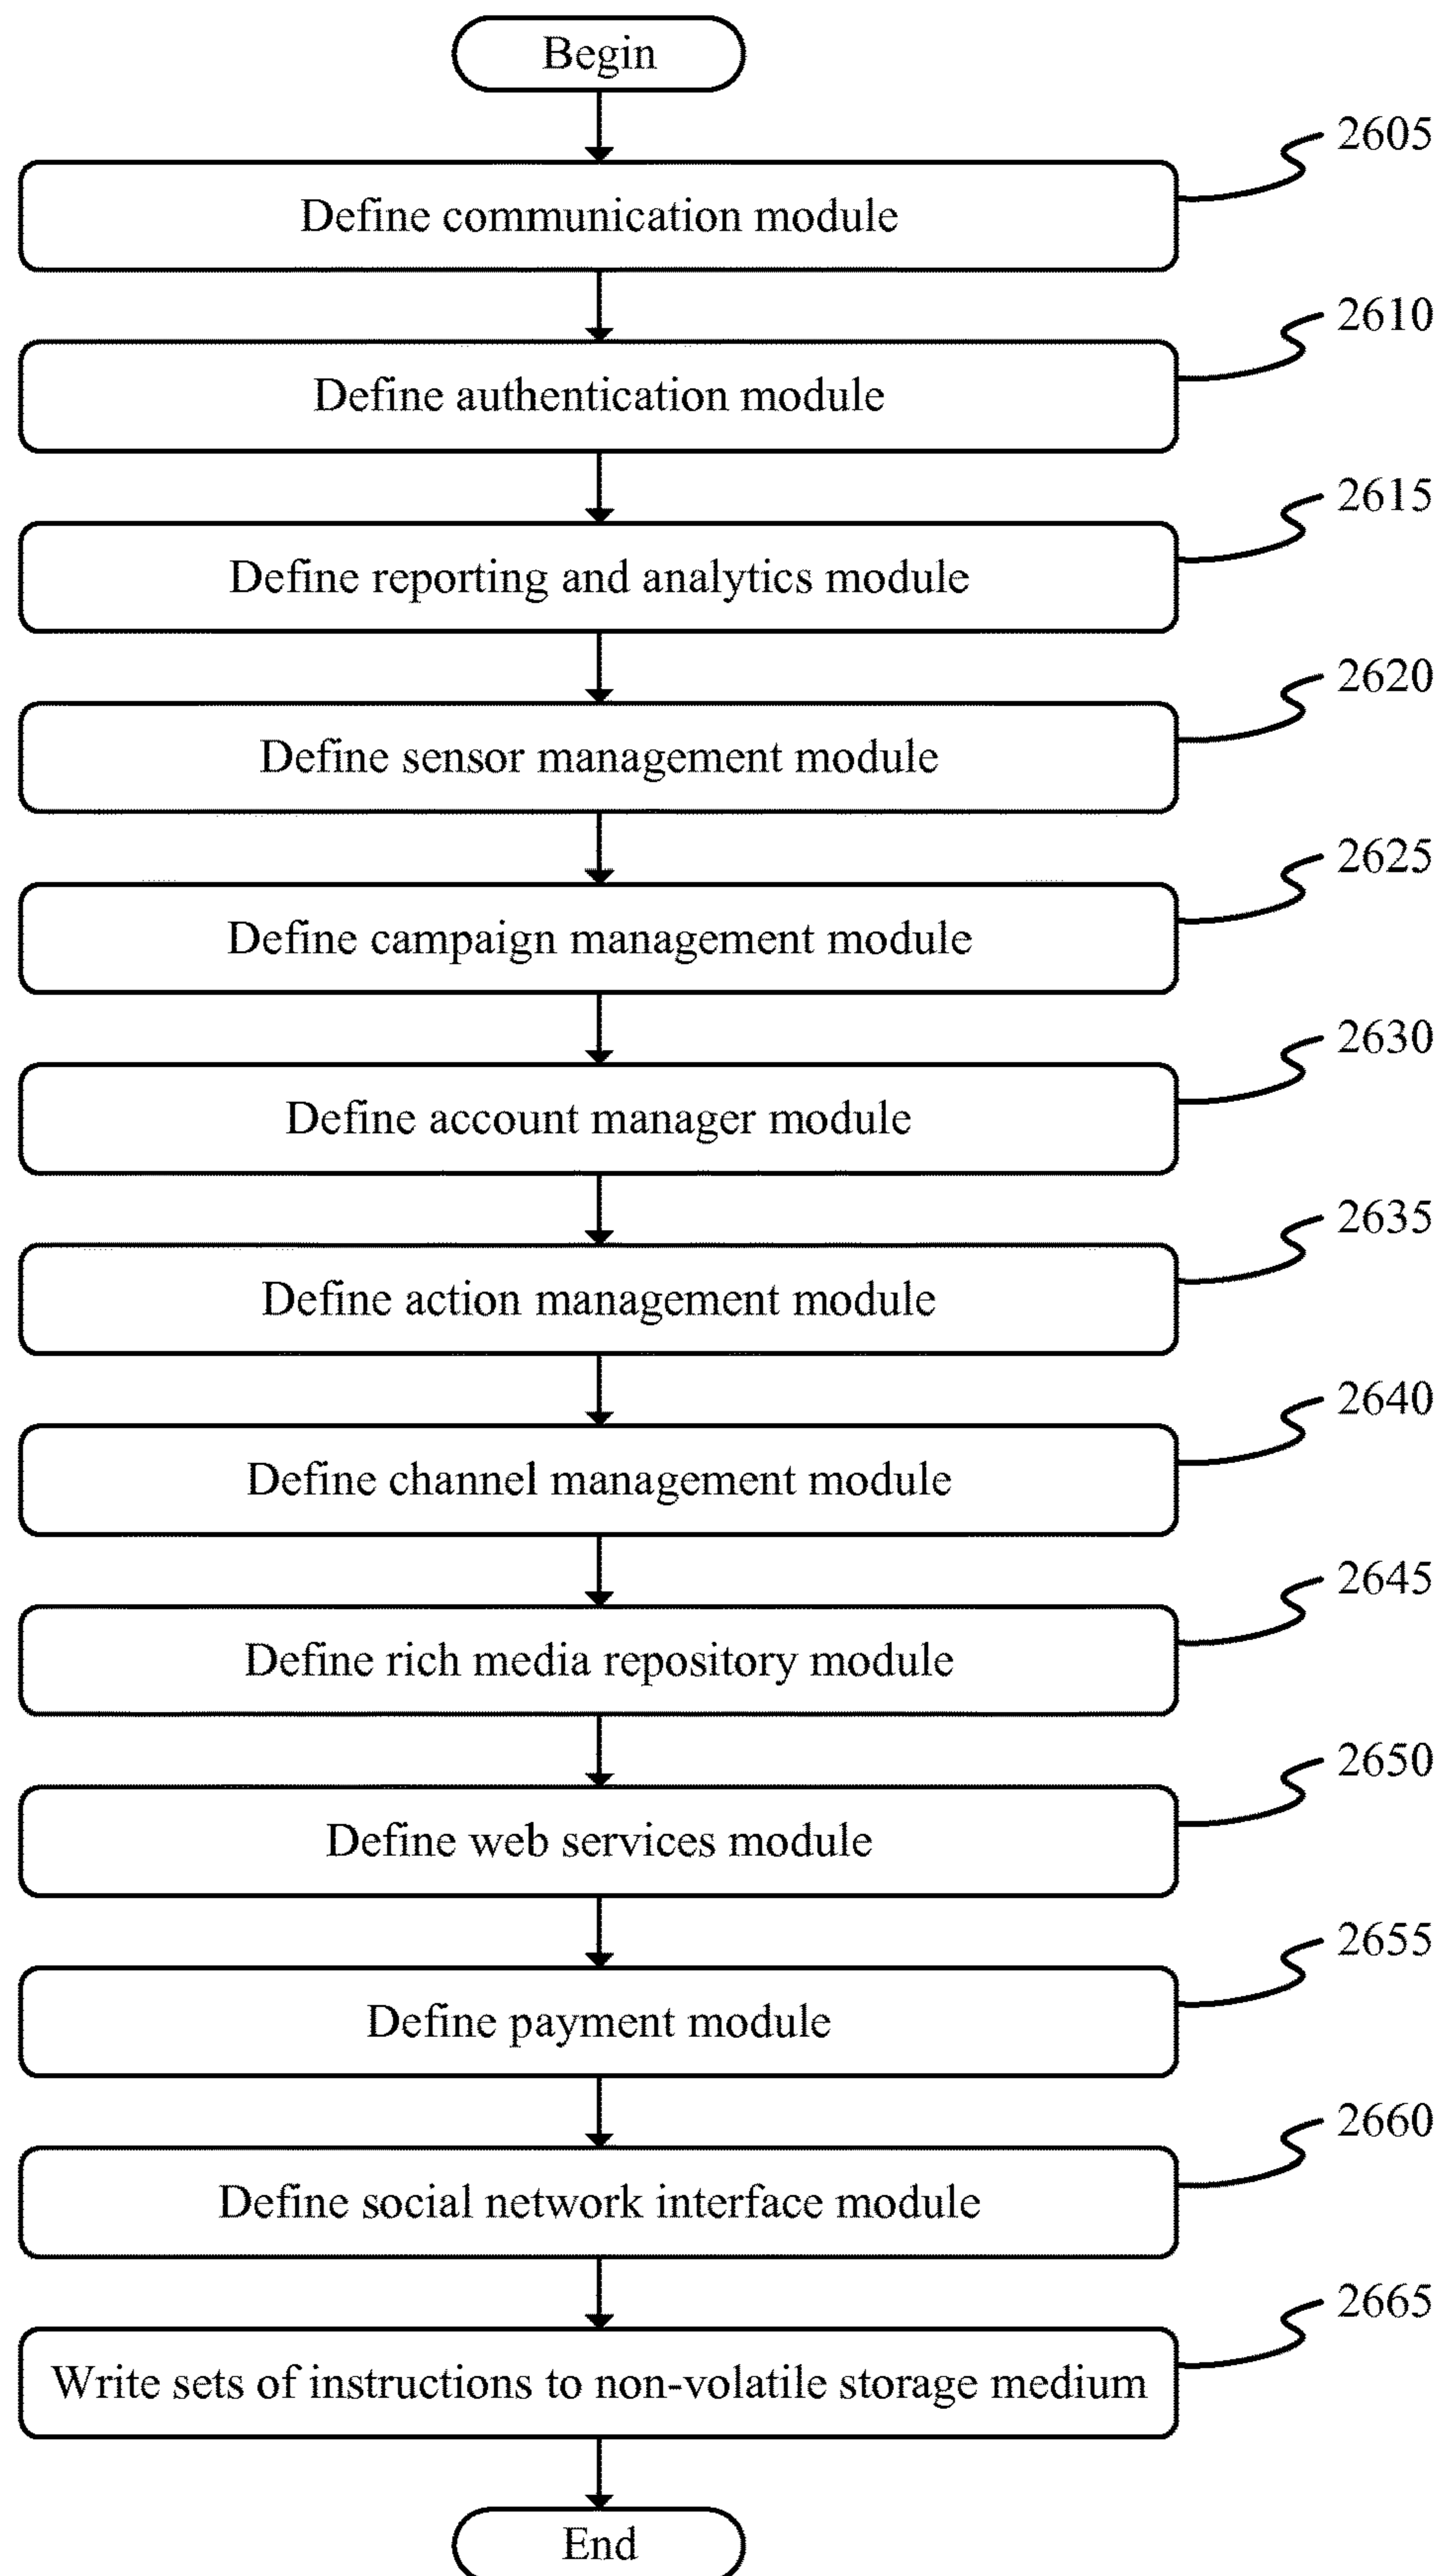 Begin
2605
Define communication module
2610
Define authentication module
2615
Define reporting and analytics module
2620
Define sensor management module
2625
Define campaign management module
2630
Define account manager module
2635
Define action management module
2640
Define channel management module
2645
Define rich media repository module
2650
Define web services module
2655
Define payment module
2660
Define social network interface module
2665
Write sets of instructions to non-volatile storage medium
End